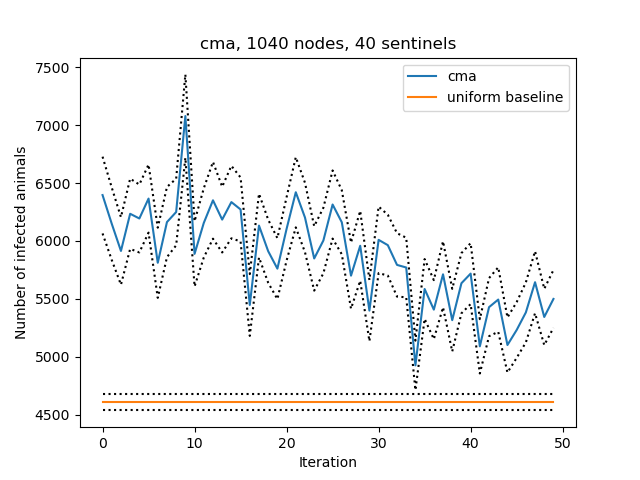 cma, 1040 nodes, 40 sentinels
cma
uniform baseline
Number of infected animals
7500
7000
6500
6000
5500
5000
4500
0 10 20 30 40 50
Iteration